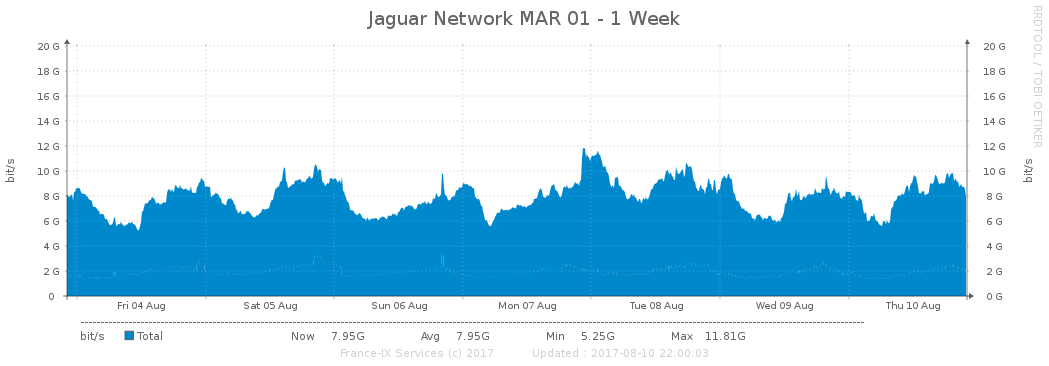 Jaguar Network MAR 01 - 1 Week
RRDTOOL / TOBI OETIKER
bit/s
20 G 20 G
18 G 18 G
16 G 16 G
14 G 14 G
12 G 12 G
10 G 10 G
8 G 8 G
6 G 6 G
4 G 4 G
2 G 2 G
0 0 G
bit/s
Fri 04 Aug Sat 05 Aug Sun 06 Aug Mon 07 Aug Tue 08 Aug Wed 09 Aug Thu 10 Aug
bit/s Total Now 7.95G Avg 7.95G Min 5.25G Max 11.81G
France-IX Services (c) 2017 Updated : 2017-08-10 22:00:03